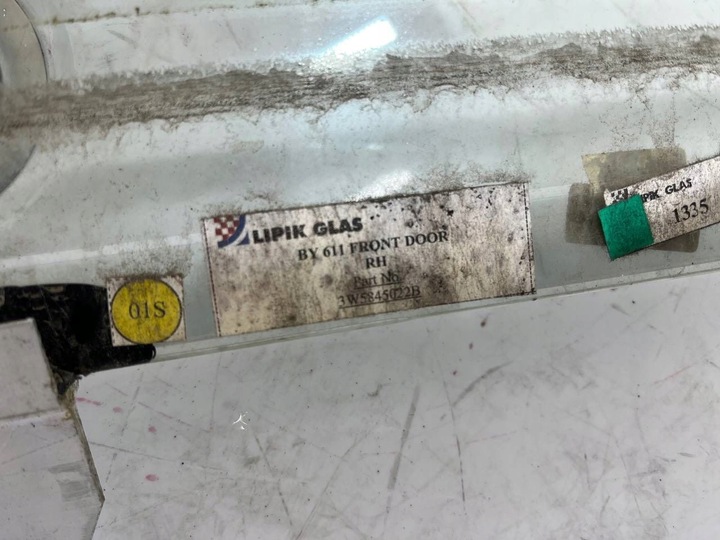 LIPIK GLAS
BY 611 FRONT DOOR
RH
Part No
3W5845022B
01S
LIPIK GLAS
1335